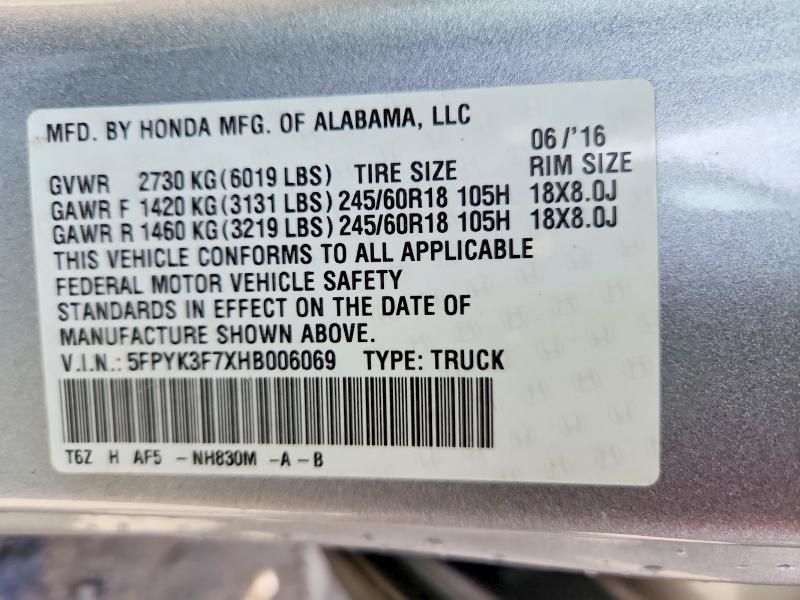 MFD. BY HONDA MFG. OF ALABAMA, LLC 06/'16
GVWR 2730 KG (6019 LBS) TIRE SIZE RIM SIZE
GAWR F 1420 KG (3131 LBS) 245/60R18 105H 18X8.0J
GAWR R 1460 KG (3219 LBS) 245/60R18 105H 18X8.0J
THIS VEHICLE CONFORMS TO ALL APPLICABLE
FEDERAL MOTOR VEHICLE SAFETY
STANDARDS IN EFFECT ON THE DATE OF
MANUFACTURE SHOWN ABOVE.
V.I.N.: 5FPYK3F7XHB006069 TYPE: TRUCK
T6Z H AF5 - NH830M - A - B